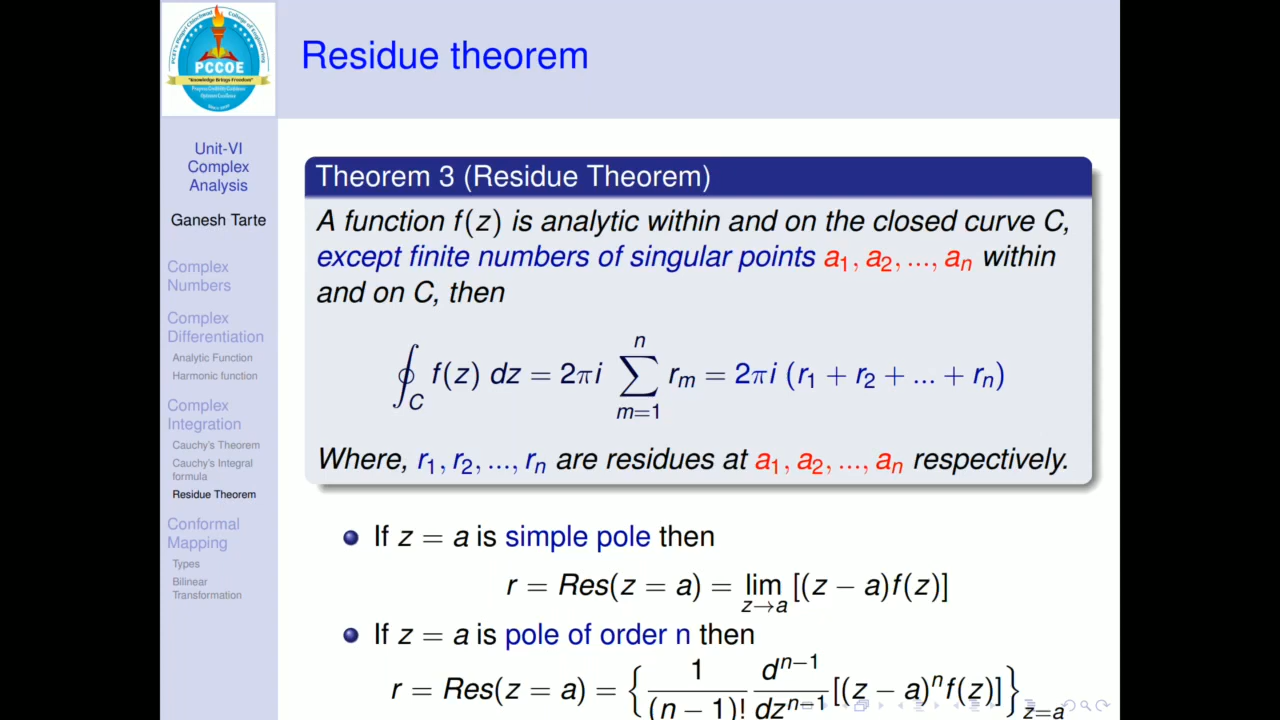 Residue theorem
PCCOE
"Knowledge Brings Freedom"
Unit-VI
Complex
Analysis
Ganesh Tarte
Complex
Numbers
Complex
Differentiation
Analytic Function
Harmonic function
Complex
Integration
Cauchy's Theorem
Cauchy's Integral
formula
Residue Theorem
Conformal
Mapping
Types
Bilinear
Transformation
Theorem 3 (Residue Theorem)
A function f(z) is analytic within and on the closed curve C,
except finite numbers of singular points a₁, a₂, ..., aₙ within
and on C, then
∮_C f(z) dz = 2πi ∑_{m=1}^{n} r_m = 2πi (r₁ + r₂ + ... + rₙ)
Where, r₁, r₂, ..., rₙ are residues at a₁, a₂, ..., aₙ respectively.
If z = a is simple pole then
r = Res(z = a) = lim_{z→a} [(z − a)f(z)]
If z = a is pole of order n then
r = Res(z = a) = { 1/(n − 1)! d^{n−1}/dz^{n−1} [(z − a)^n f(z)] }_{z=a}